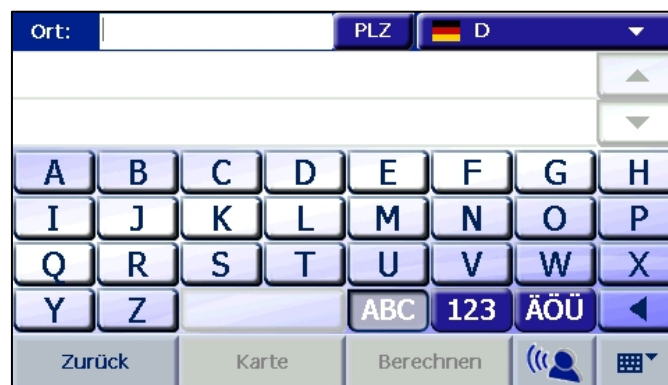 Ort: PLZ D
A B C D E F G H
I J K L M N O P
Q R S T U V W X
Y Z ABC 123 ÄÖÜ
Zurück Karte Berechnen